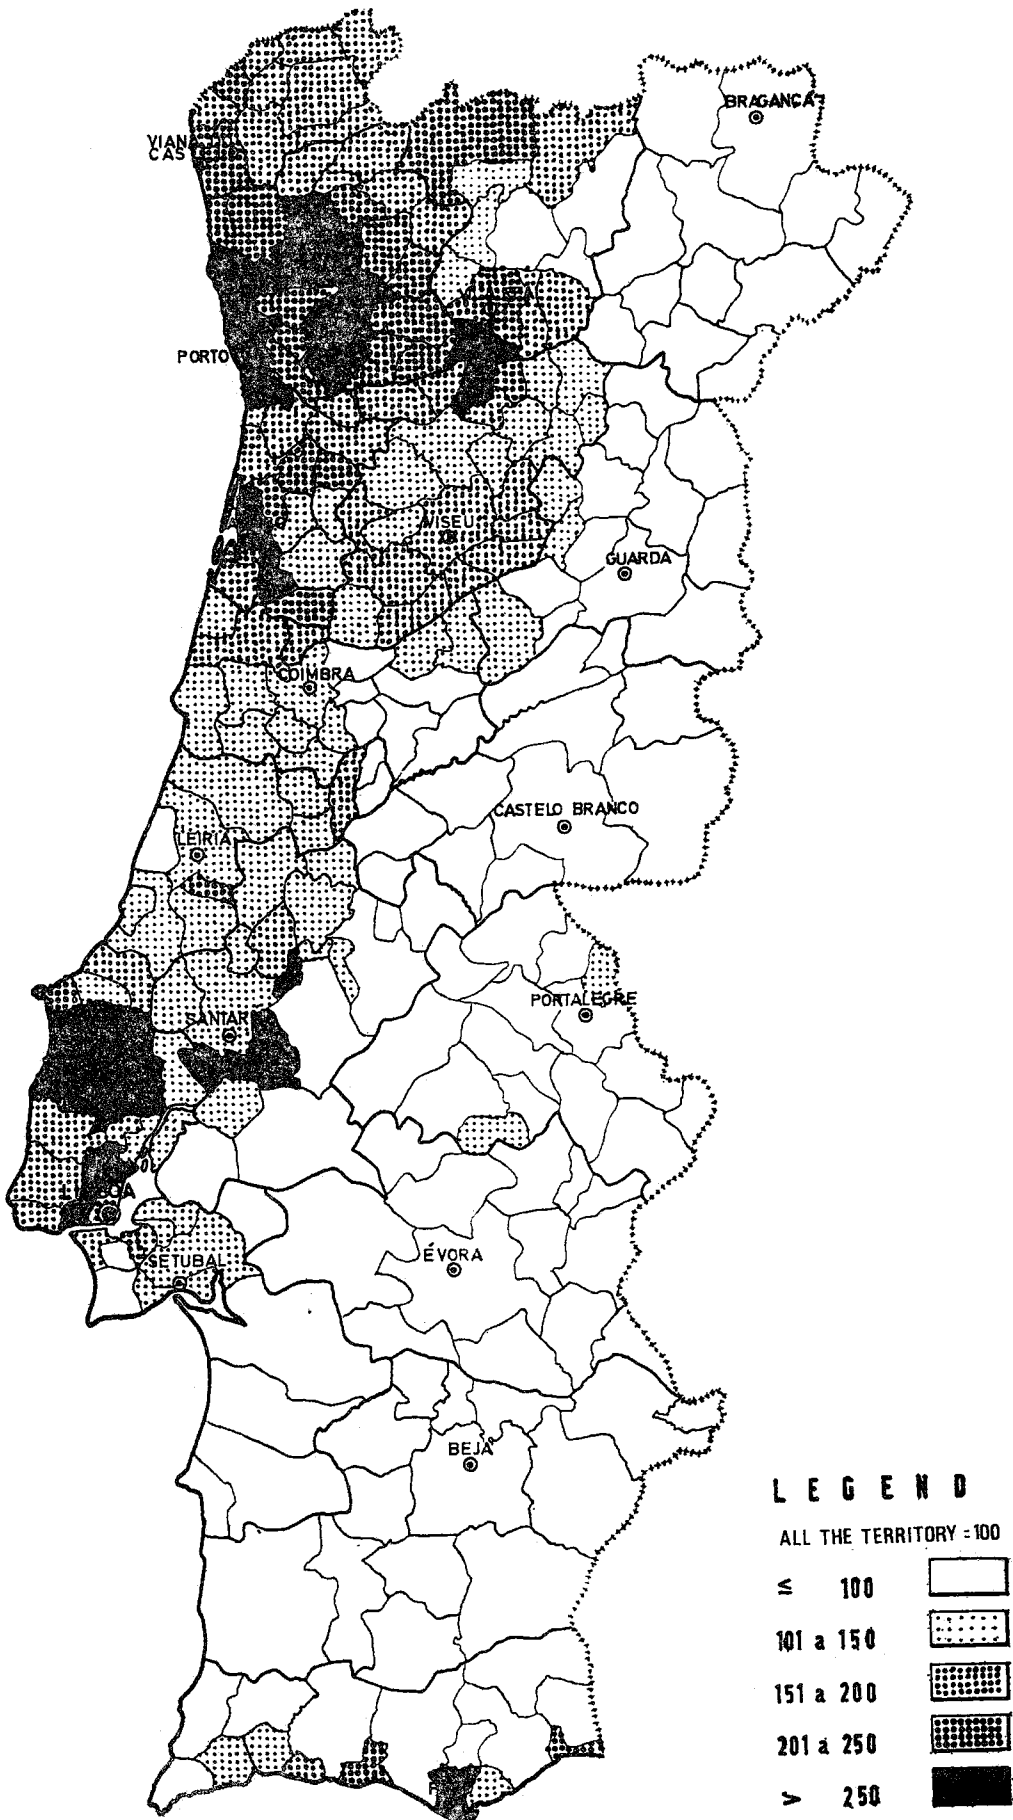 BRAGANÇA
VIANA DO
CASTELO
PORTO
VISEU
GUARDA
COIMBRA
CASTELO BRANCO
LEIRIA
PORTALEGRE
SANTAR
LISBOA
SETUBAL
ÉVORA
BEJA
LEGEND
ALL THE TERRITORY = 100
≤ 100
101 a 150
151 a 200
201 a 250
> 250